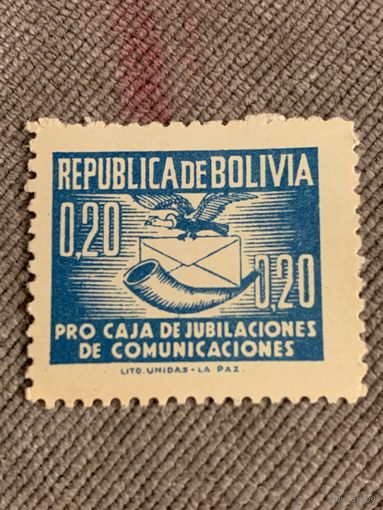 REPUBLICA DE BOLIVIA
0,20
0,20
PRO CAJA DE JUBILACIONES
DE COMUNICACIONES
LITO. UNIDAS - LA PAZ.